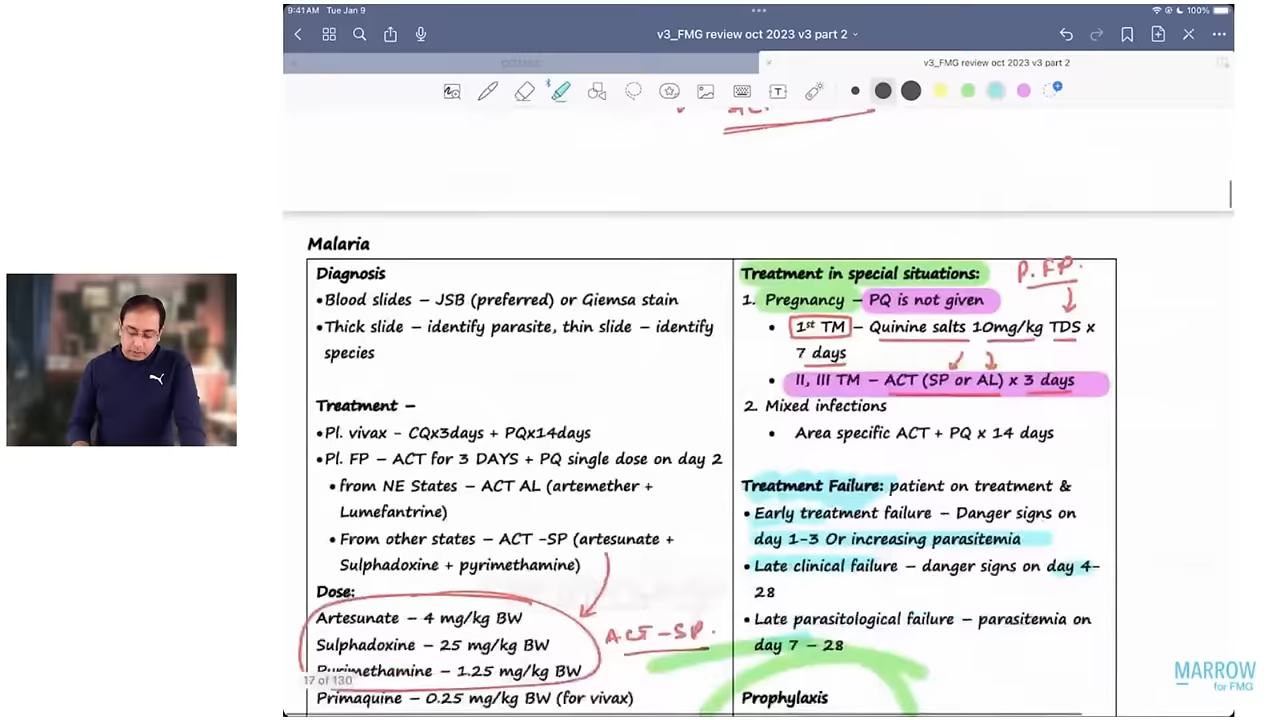 9:41 AM Tue Jan 9
100%
v3_FMG review oct 2023 v3 part 2
v3_FMG review oct 2023 v3 part 2
Malaria
Diagnosis
•Blood slides – JSB (preferred) or Giemsa stain
•Thick slide – identify parasite, thin slide – identify
species
Treatment –
•Pl. vivax - CQx3days + PQx14days
•Pl. FP – ACT for 3 DAYS + PQ single dose on day 2
•from NE States – ACT AL (artemether +
Lumefantrine)
•From other states – ACT -SP (artesunate +
Sulphadoxine + pyrimethamine)
Dose:
Artesunate – 4 mg/kg BW
Sulphadoxine – 25 mg/kg BW
ACT-SP.
Pyrimethamine – 1.25 mg/kg BW
17 of 130
Primaquine – 0.25 mg/kg BW (for vivax)
Treatment in special situations:
P. FP.
1. Pregnancy – PQ is not given
• 1st TM – Quinine salts 10mg/kg TDS x
7 days
• II, III TM – ACT (SP or AL) x 3 days
2. Mixed infections
• Area specific ACT + PQ x 14 days
Treatment Failure: patient on treatment &
• Early treatment failure – Danger signs on
day 1-3 Or increasing parasitemia
• Late clinical failure – danger signs on day 4–
28
• Late parasitological failure – parasitemia on
day 7 – 28
Prophylaxis
MARROW
for FMG